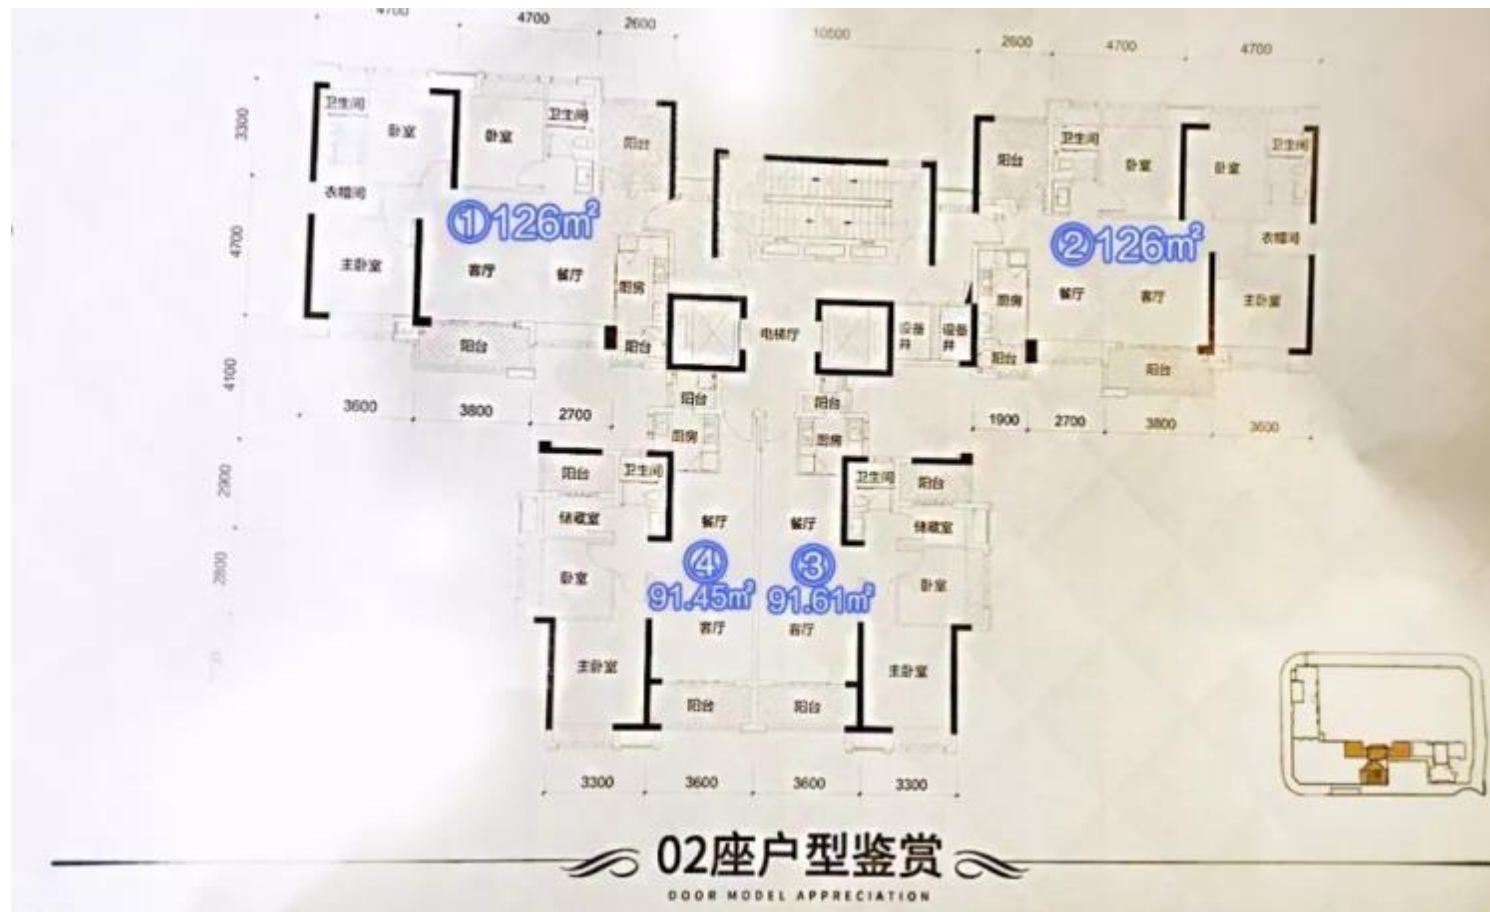 4700
4700
2600
10500
2600
4700
4700
3300
卫生间
卧室
卧室
卫生间
阳台
阳台
卫生间
卧室
卧室
卫生间
衣帽间
①126㎡
②126㎡
衣帽间
4700
主卧室
客厅
餐厅
厨房
厨房
餐厅
客厅
主卧室
电梯厅
设备井
设备井
阳台
阳台
阳台
阳台
4100
3600
3800
2700
阳台
阳台
1900
2700
3800
3600
厨房
厨房
2900
阳台
卫生间
卫生间
阳台
储藏室
餐厅
餐厅
储藏室
2800
卧室
④
③
卧室
91.45㎡
91.61㎡
客厅
客厅
主卧室
主卧室
阳台
阳台
3300
3600
3600
3300
02座户型鉴赏
DOOR MODEL APPRECIATION